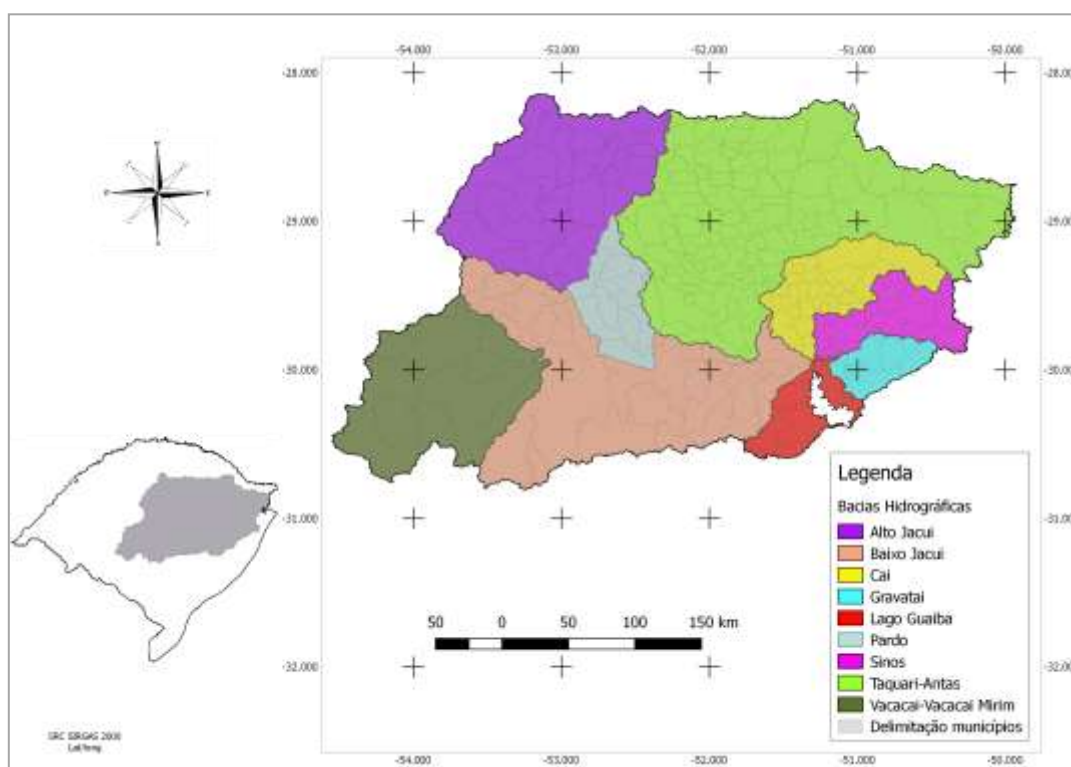 -54.000 -53.000 -52.000 -51.000 -50.000
-28.000 -28.000
-29.000 -29.000
-30.000 -30.000
-31.000 -31.000
-32.000 -32.000
Legenda
Bacias Hidrográficas
Alto Jacui
Baixo Jacui
Cai
Gravatai
Lago Guaiba
Pardo
Sinos
Taquari-Antas
Vacacai-Vacacai Mirim
Delimitação municípios
50 0 50 100 150 km
SRC SIRGAS 2000
Lat/long
-54.000 -53.000 -52.000 -51.000 -50.000